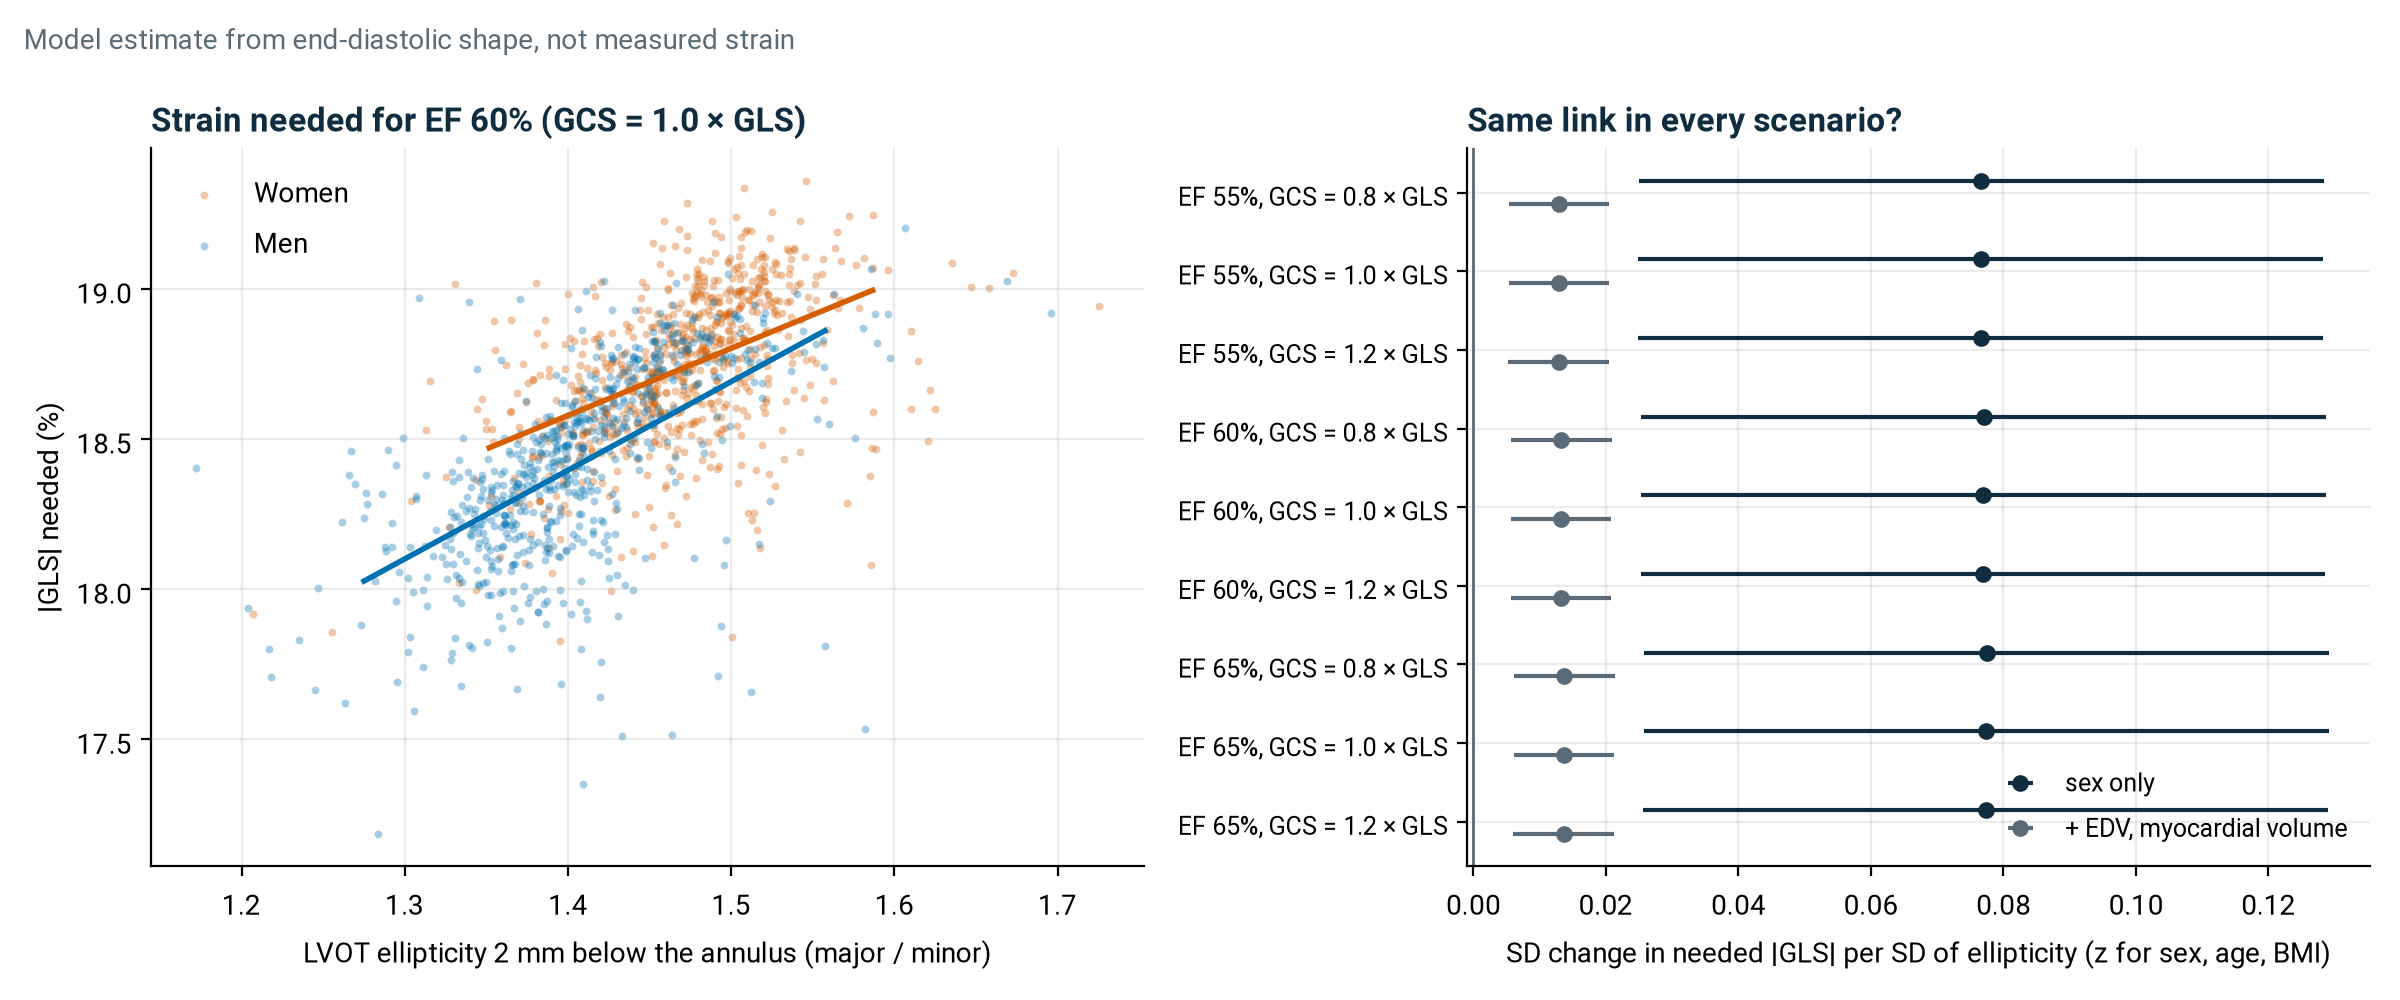 Model estimate from end-diastolic shape, not measured strain
Strain needed for EF 60% (GCS = 1.0 × GLS)
Women
Men
|GLS| needed (%)
19.0
18.5
18.0
17.5
1.2
1.3
1.4
1.5
1.6
1.7
LVOT ellipticity 2 mm below the annulus (major / minor)
Same link in every scenario?
EF 55%, GCS = 0.8 × GLS
EF 55%, GCS = 1.0 × GLS
EF 55%, GCS = 1.2 × GLS
EF 60%, GCS = 0.8 × GLS
EF 60%, GCS = 1.0 × GLS
EF 60%, GCS = 1.2 × GLS
EF 65%, GCS = 0.8 × GLS
EF 65%, GCS = 1.0 × GLS
EF 65%, GCS = 1.2 × GLS
sex only
+ EDV, myocardial volume
0.00
0.02
0.04
0.06
0.08
0.10
0.12
SD change in needed |GLS| per SD of ellipticity (z for sex, age, BMI)